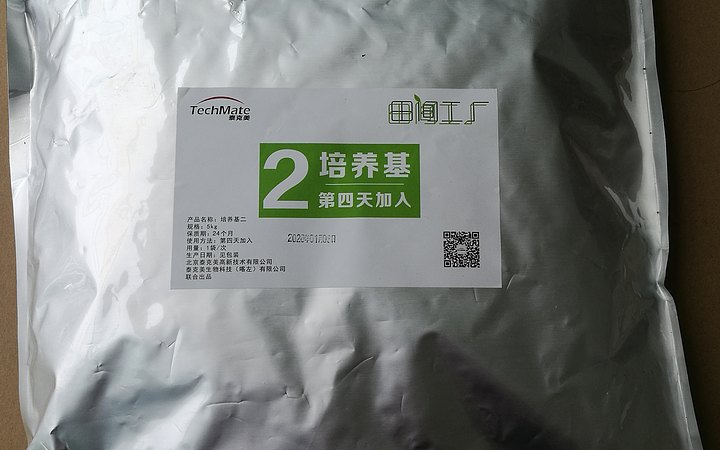 TechMate
泰克美
田间工厂
2
培养基
第四天加入
产品名称：培养基二
规格：5kg
保质期：24个月
使用方法：第四天加入
用量：1袋/次
生产日期：见包装
北京泰克美高新技术有限公司
泰克美生物科技（喀左）有限公司
联合出品